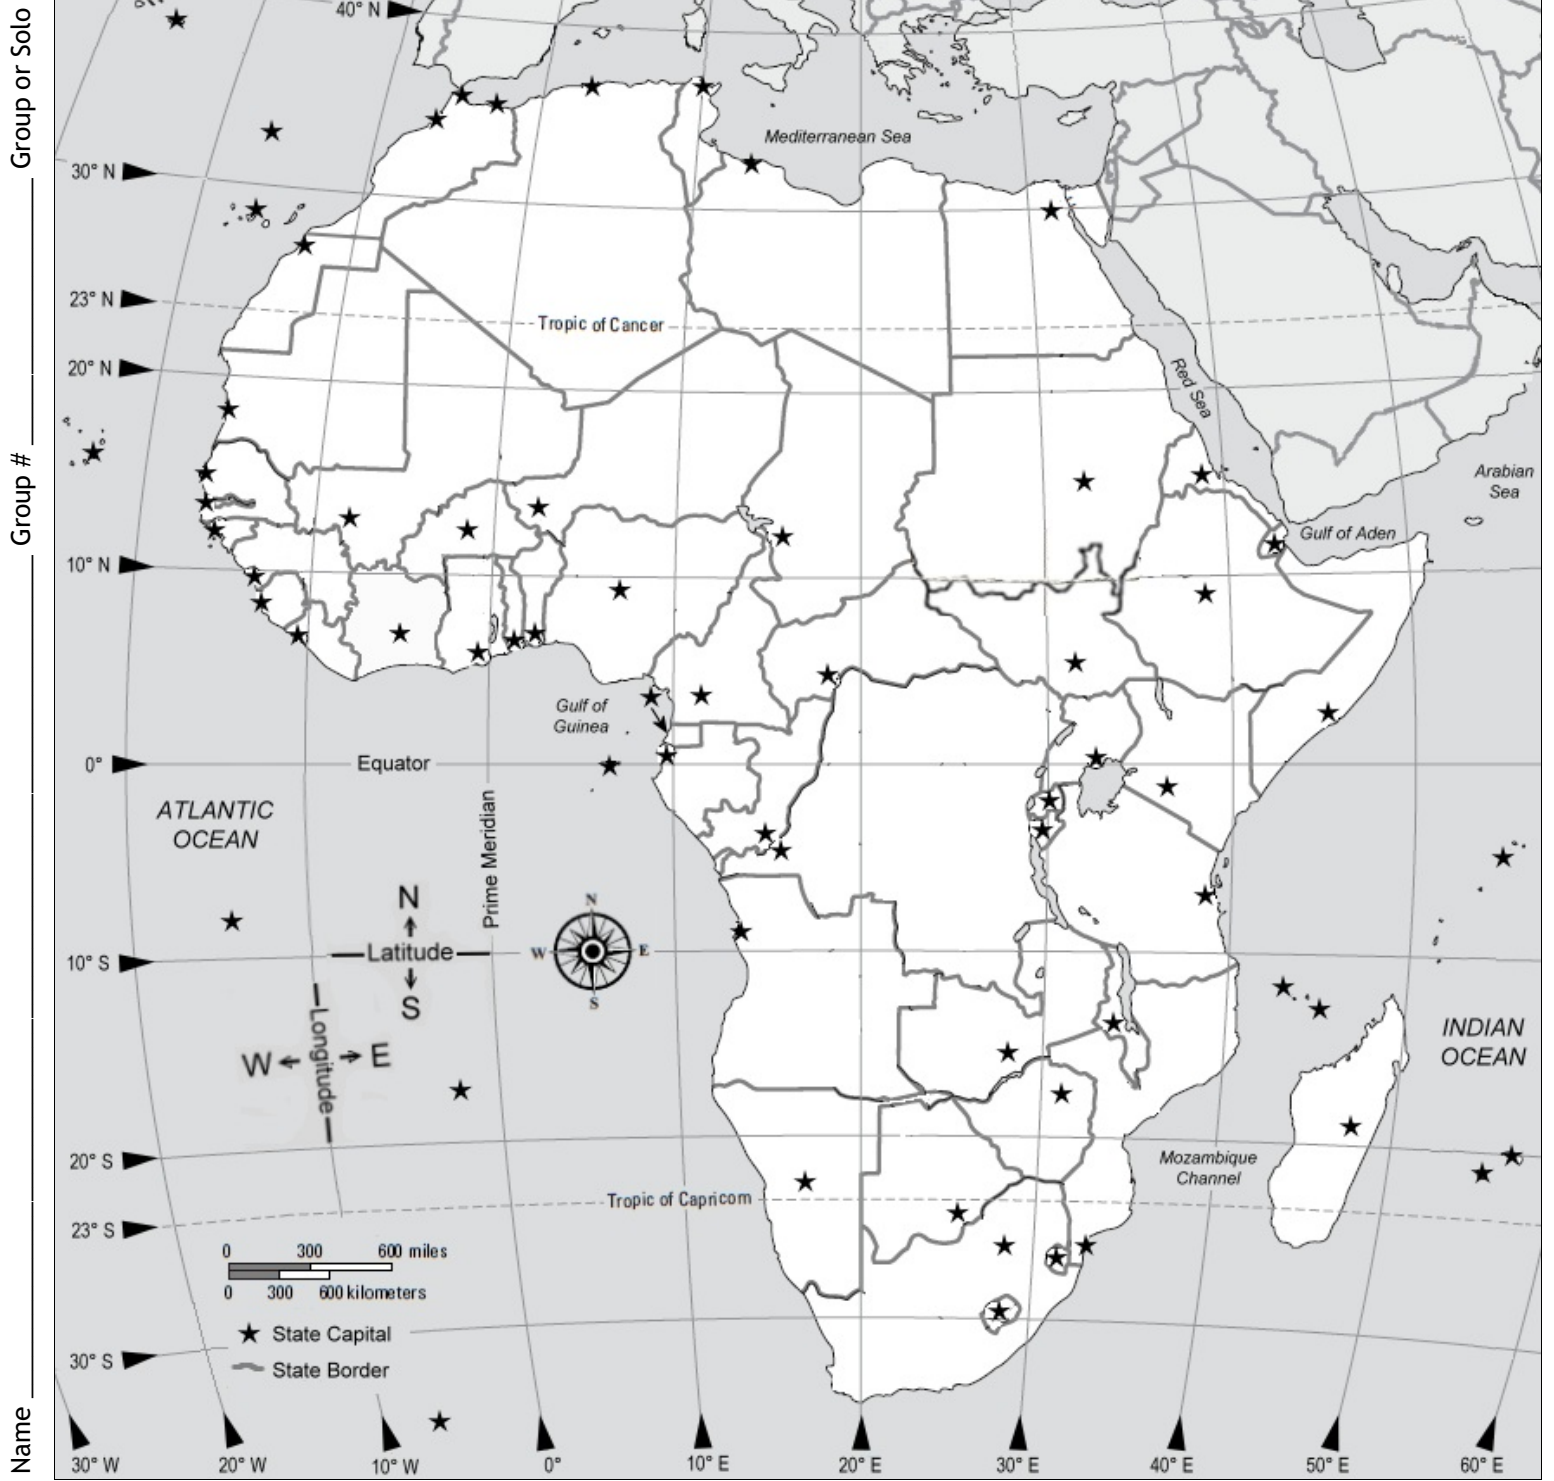 Group or Solo
Group #
Name
40° N
30° N
23° N
20° N
10° N
0°
10° S
20° S
23° S
30° S
Mediterranean Sea
Tropic of Cancer
Red Sea
Arabian
Sea
Gulf of Aden
Gulf of
Guinea
Equator
Prime Meridian
ATLANTIC
OCEAN
N
Latitude
S
Longitude
W
E
N
W
E
S
INDIAN
OCEAN
Mozambique
Channel
Tropic of Capricorn
0 300 600 miles
0 300 600 kilometers
State Capital
State Border
30° W
20° W
10° W
0°
10° E
20° E
30° E
40° E
50° E
60° E